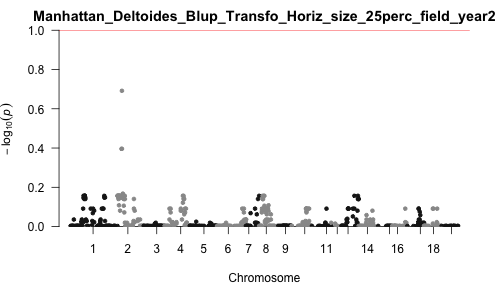 Manhattan_Deltoides_Blup_Transfo_Horiz_size_25perc_field_year2
1.0
0.8
0.6
0.4
0.2
0.0
− log10(p)
1 2 3 4 5 6 7 8 9 11 14 16 18
Chromosome